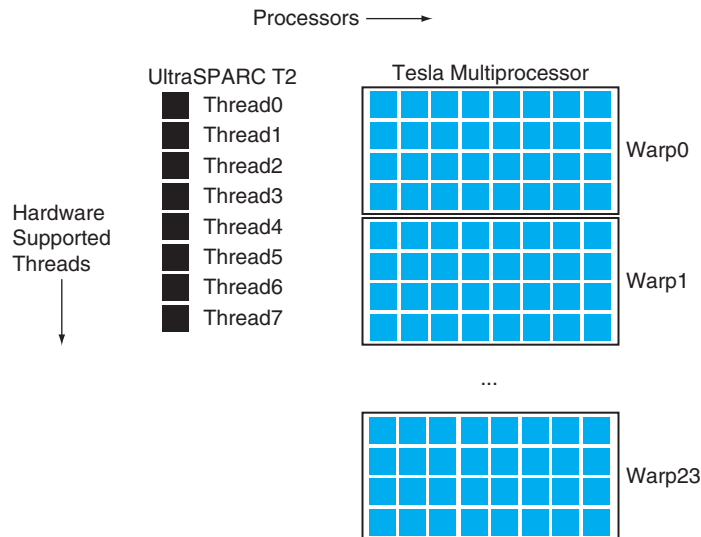 Processors
UltraSPARC T2
Tesla Multiprocessor
Thread0
Thread1
Thread2
Thread3
Thread4
Thread5
Thread6
Thread7
Hardware
Supported
Threads
Warp0
Warp1
...
Warp23